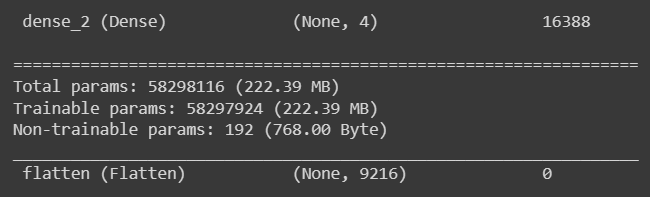 dense_2 (Dense) (None, 4) 16388
=================================================================
Total params: 58298116 (222.39 MB)
Trainable params: 58297924 (222.39 MB)
Non-trainable params: 192 (768.00 Byte)
_________________________________________________________________
flatten (Flatten) (None, 9216) 0